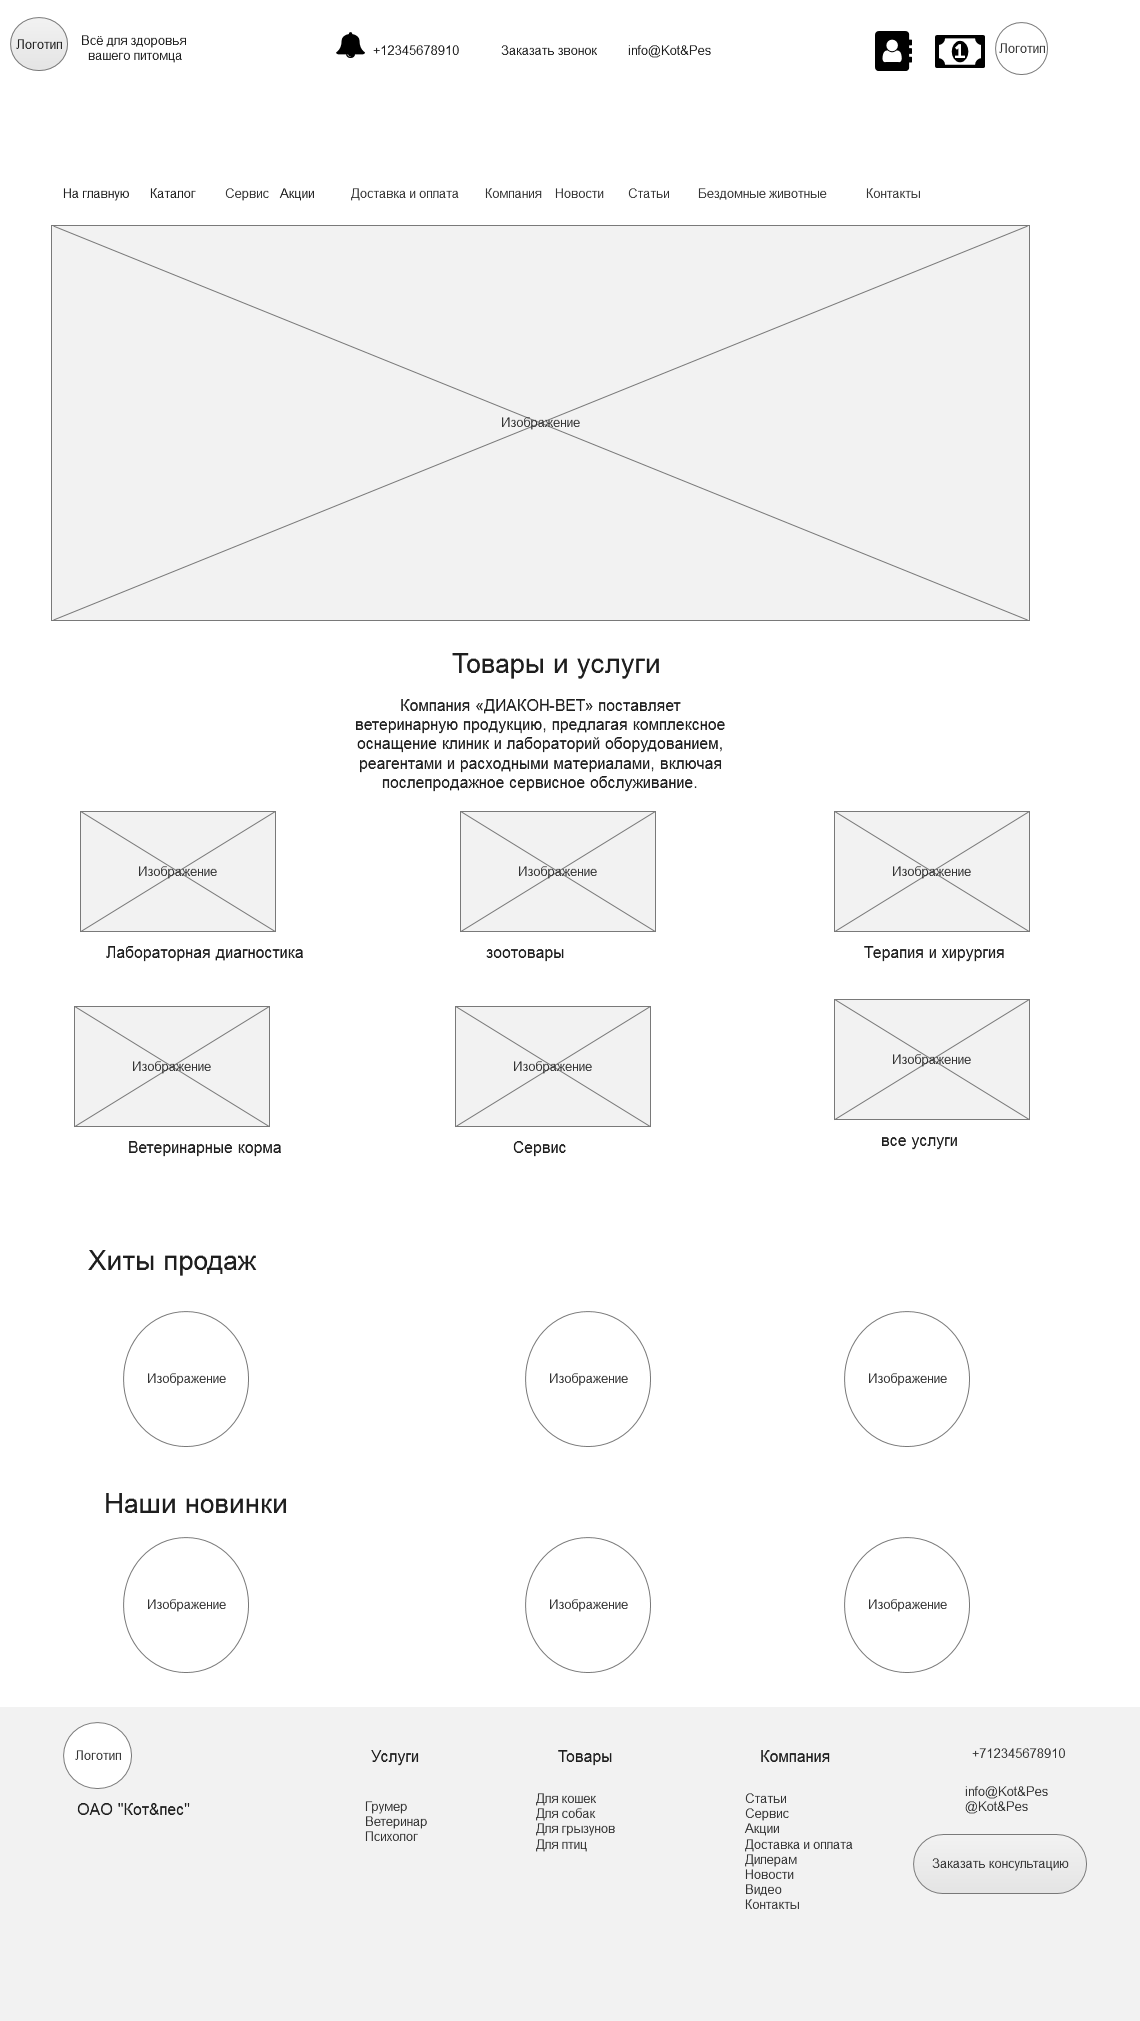 Логотип
Всё для здоровья
вашего питомца
+12345678910
Заказать звонок
info@Kot&Pes
1
Логотип
На главную
Каталог
Сервис
Акции
Доставка и оплата
Компания
Новости
Статьи
Бездомные животные
Контакты
Изображение
Товары и услуги
Компания «ДИАКОН-ВЕТ» поставляет
ветеринарную продукцию, предлагая комплексное
оснащение клиник и лабораторий оборудованием,
реагентами и расходными материалами, включая
послепродажное сервисное обслуживание.
Изображение
Изображение
Изображение
Лабораторная диагностика
зоотовары
Терапия и хирургия
Изображение
Изображение
Изображение
Ветеринарные корма
Сервис
все услуги
Хиты продаж
Изображение
Изображение
Изображение
Наши новинки
Изображение
Изображение
Изображение
Логотип
ОАО "Кот&пес"
Услуги
Грумер
Ветеринар
Психолог
Товары
Для кошек
Для собак
Для грызунов
Для птиц
Компания
Статьи
Сервис
Акции
Доставка и оплата
Диперам
Новости
Видео
Контакты
+712345678910
info@Kot&Pes
@Kot&Pes
Заказать консультацию